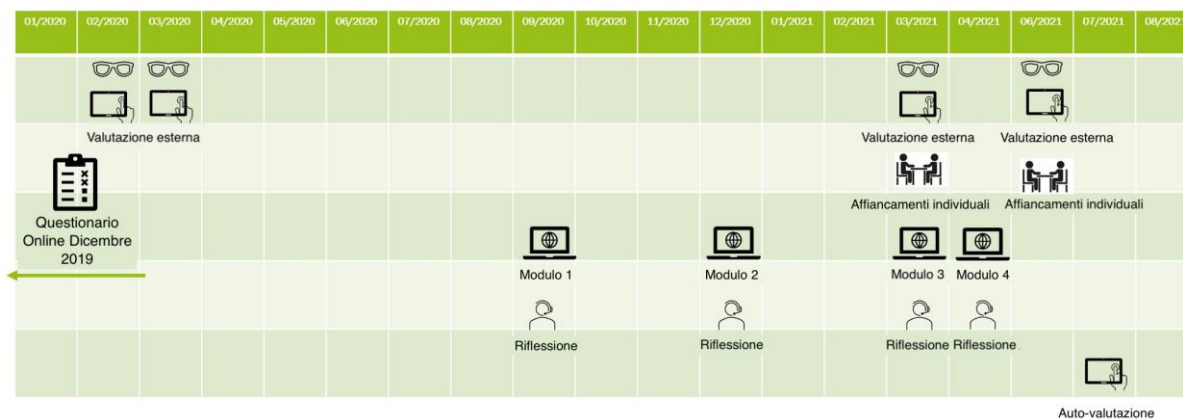 01/2020 02/2020 03/2020 04/2020 05/2020 06/2020 07/2020 08/2020 09/2020 10/2020 11/2020 12/2020 01/2021 02/2021 03/2021 04/2021 06/2021 07/2021 08/2021
Valutazione esterna Valutazione esterna Valutazione esterna
Affiancamenti individuali Affiancamenti individuali
Questionario
Online Dicembre
2019
Modulo 1 Modulo 2 Modulo 3 Modulo 4
Riflessione Riflessione Riflessione Riflessione
Auto-valutazione